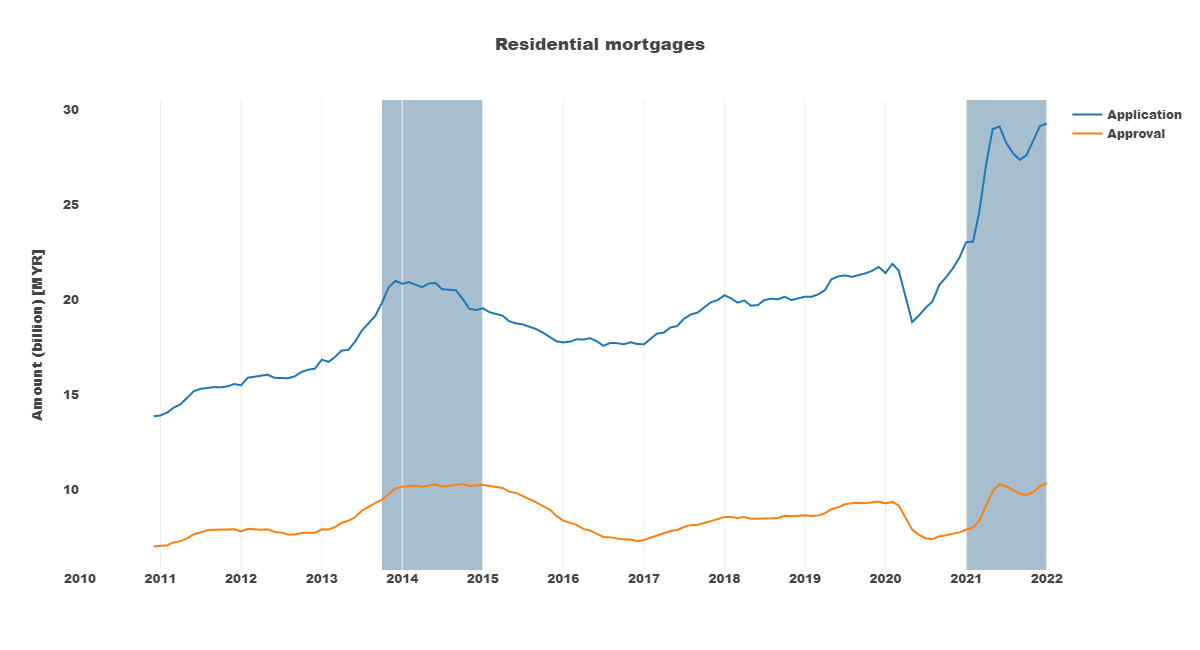 Residential mortgages
Application
Approval
Amount (billion) [MYR]
30
25
20
15
10
2010 2011 2012 2013 2014 2015 2016 2017 2018 2019 2020 2021 2022